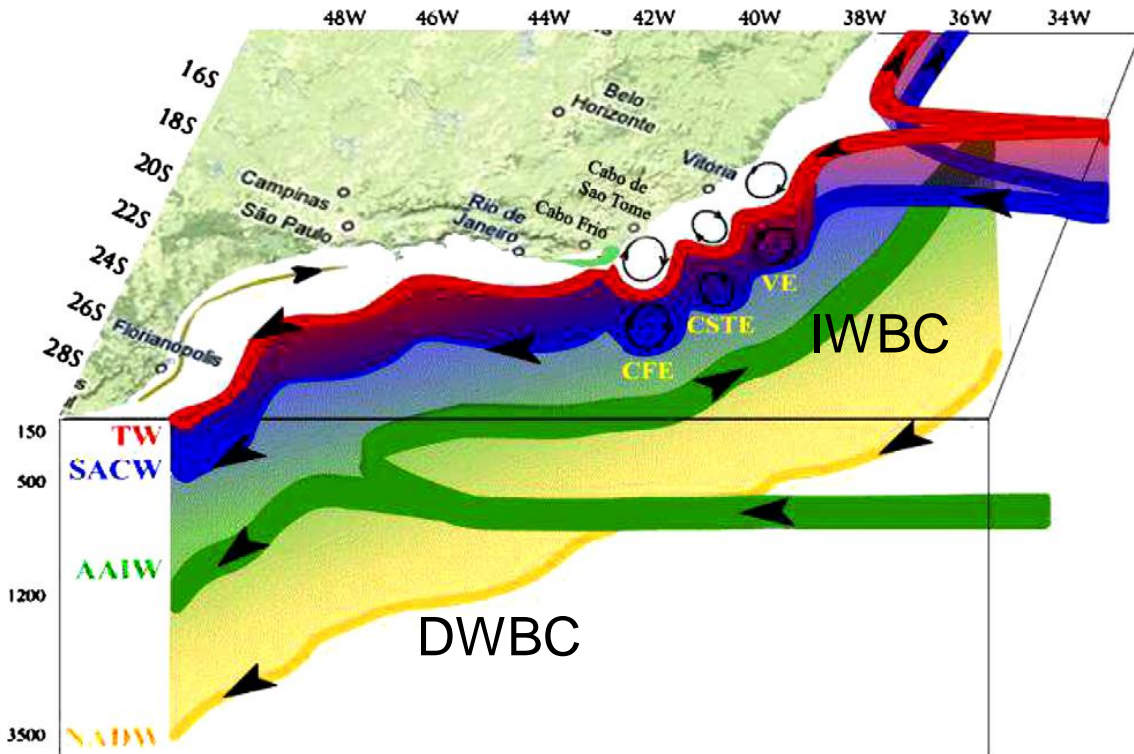 48W 46W 44W 42W 40W 38W 36W 34W
16S
18S
20S
22S
24S
26S
28S
Belo
Horizonte
Vitória
Campinas
São Paulo
Cabo de
Sao Tome
Rio de
Janeiro
Cabo Frio
Florianópolis
VE
CSTE
CFE
IWBC
150
TW
SACW
500
AAIW
1200
DWBC
3500
NADW